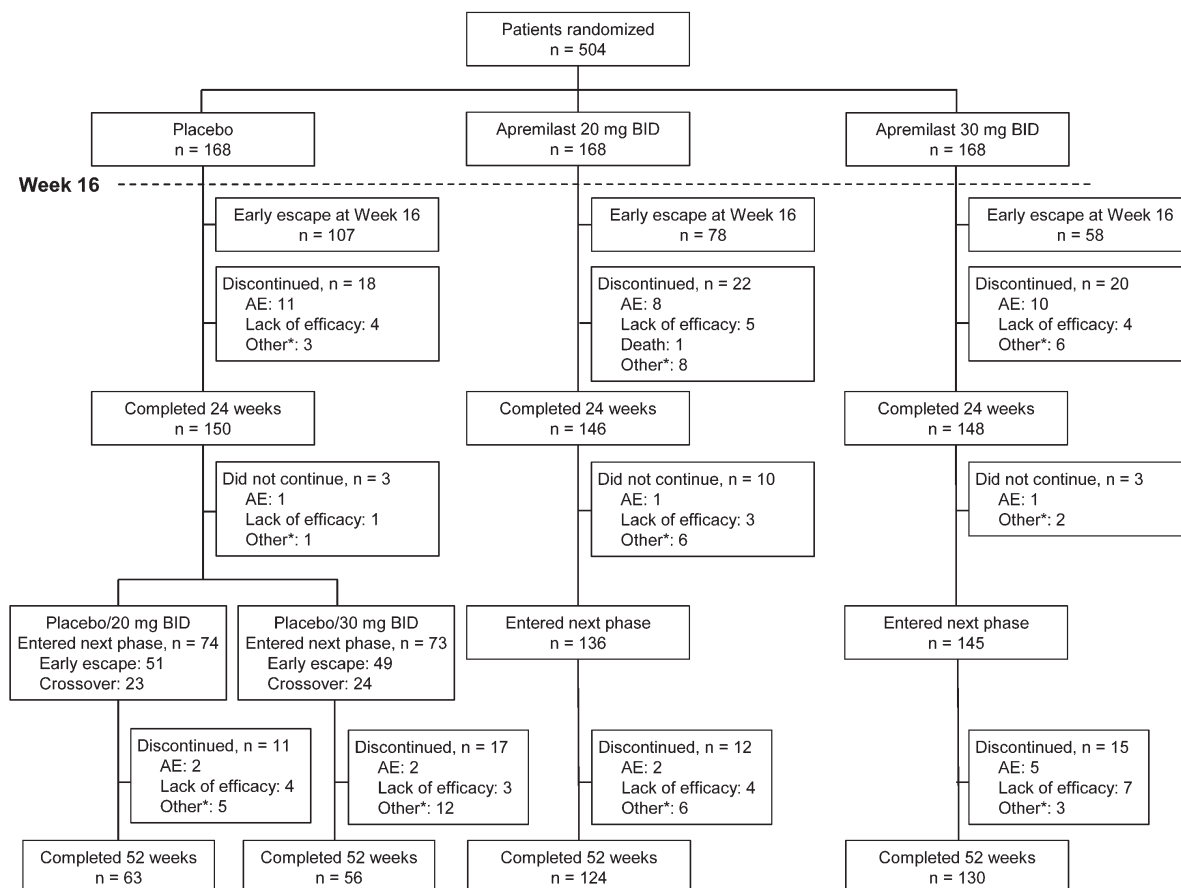 Patients randomized
n = 504
Placebo
n = 168
Apremilast 20 mg BID
n = 168
Apremilast 30 mg BID
n = 168
Week 16
Early escape at Week 16
n = 107
Early escape at Week 16
n = 78
Early escape at Week 16
n = 58
Discontinued, n = 18
AE: 11
Lack of efficacy: 4
Other*: 3
Discontinued, n = 22
AE: 8
Lack of efficacy: 5
Death: 1
Other*: 8
Discontinued, n = 20
AE: 10
Lack of efficacy: 4
Other*: 6
Completed 24 weeks
n = 150
Completed 24 weeks
n = 146
Completed 24 weeks
n = 148
Did not continue, n = 3
AE: 1
Lack of efficacy: 1
Other*: 1
Did not continue, n = 10
AE: 1
Lack of efficacy: 3
Other*: 6
Did not continue, n = 3
AE: 1
Other*: 2
Placebo/20 mg BID
Entered next phase, n = 74
Early escape: 51
Crossover: 23
Placebo/30 mg BID
Entered next phase, n = 73
Early escape: 49
Crossover: 24
Entered next phase
n = 136
Entered next phase
n = 145
Discontinued, n = 11
AE: 2
Lack of efficacy: 4
Other*: 5
Discontinued, n = 17
AE: 2
Lack of efficacy: 3
Other*: 12
Discontinued, n = 12
AE: 2
Lack of efficacy: 4
Other*: 6
Discontinued, n = 15
AE: 5
Lack of efficacy: 7
Other*: 3
Completed 52 weeks
n = 63
Completed 52 weeks
n = 56
Completed 52 weeks
n = 124
Completed 52 weeks
n = 130